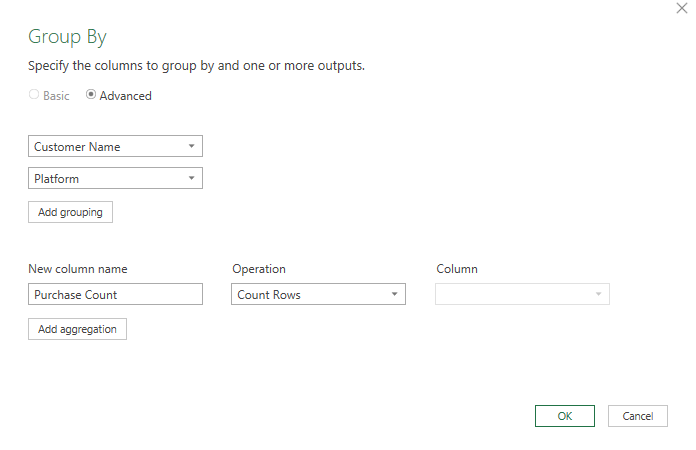 Group By
Specify the columns to group by and one or more outputs.
Basic Advanced
Customer Name
Platform
Add grouping
New column name Operation Column
Purchase Count Count Rows
Add aggregation
OK Cancel